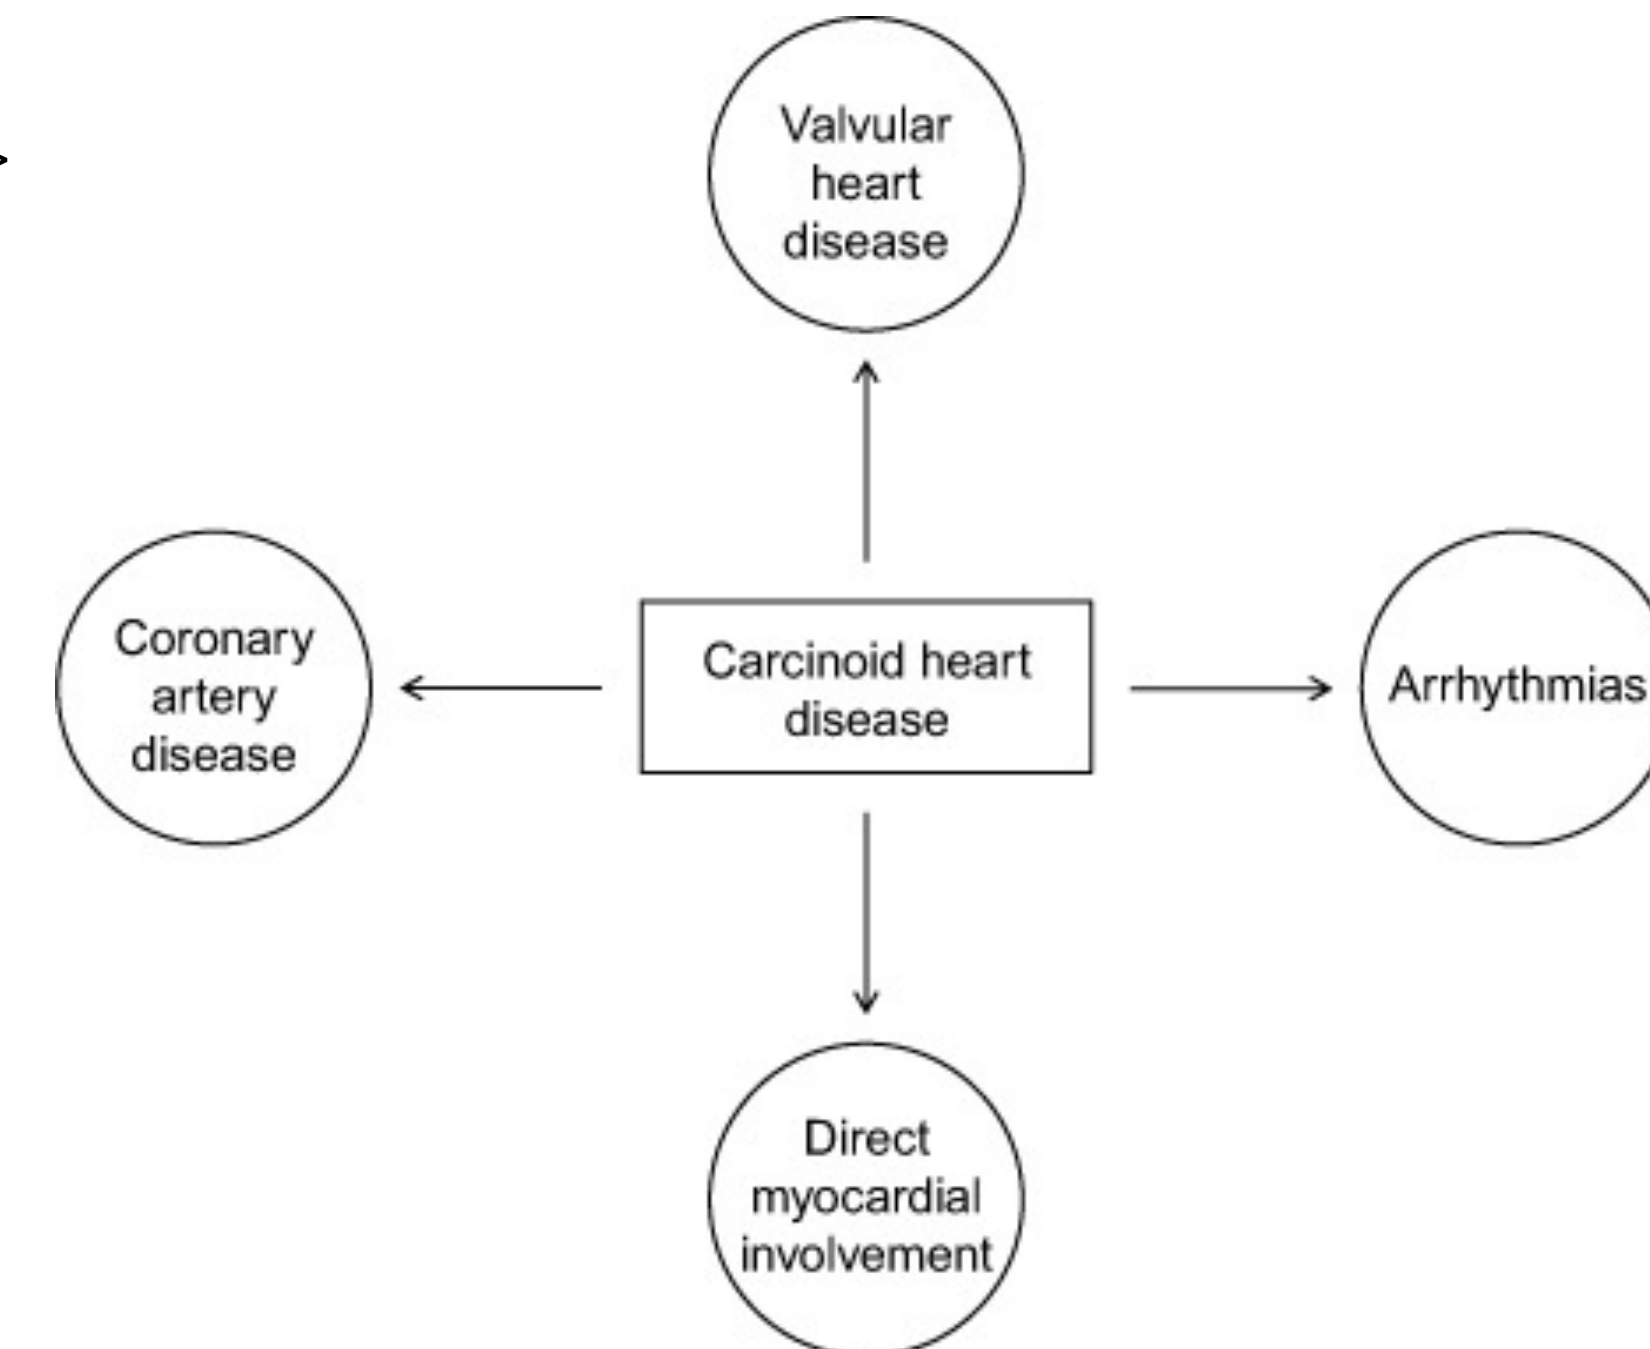 Valvular
heart
disease
Coronary
artery
disease
Carcinoid heart
disease
Arrhythmias
Direct
myocardial
involvement